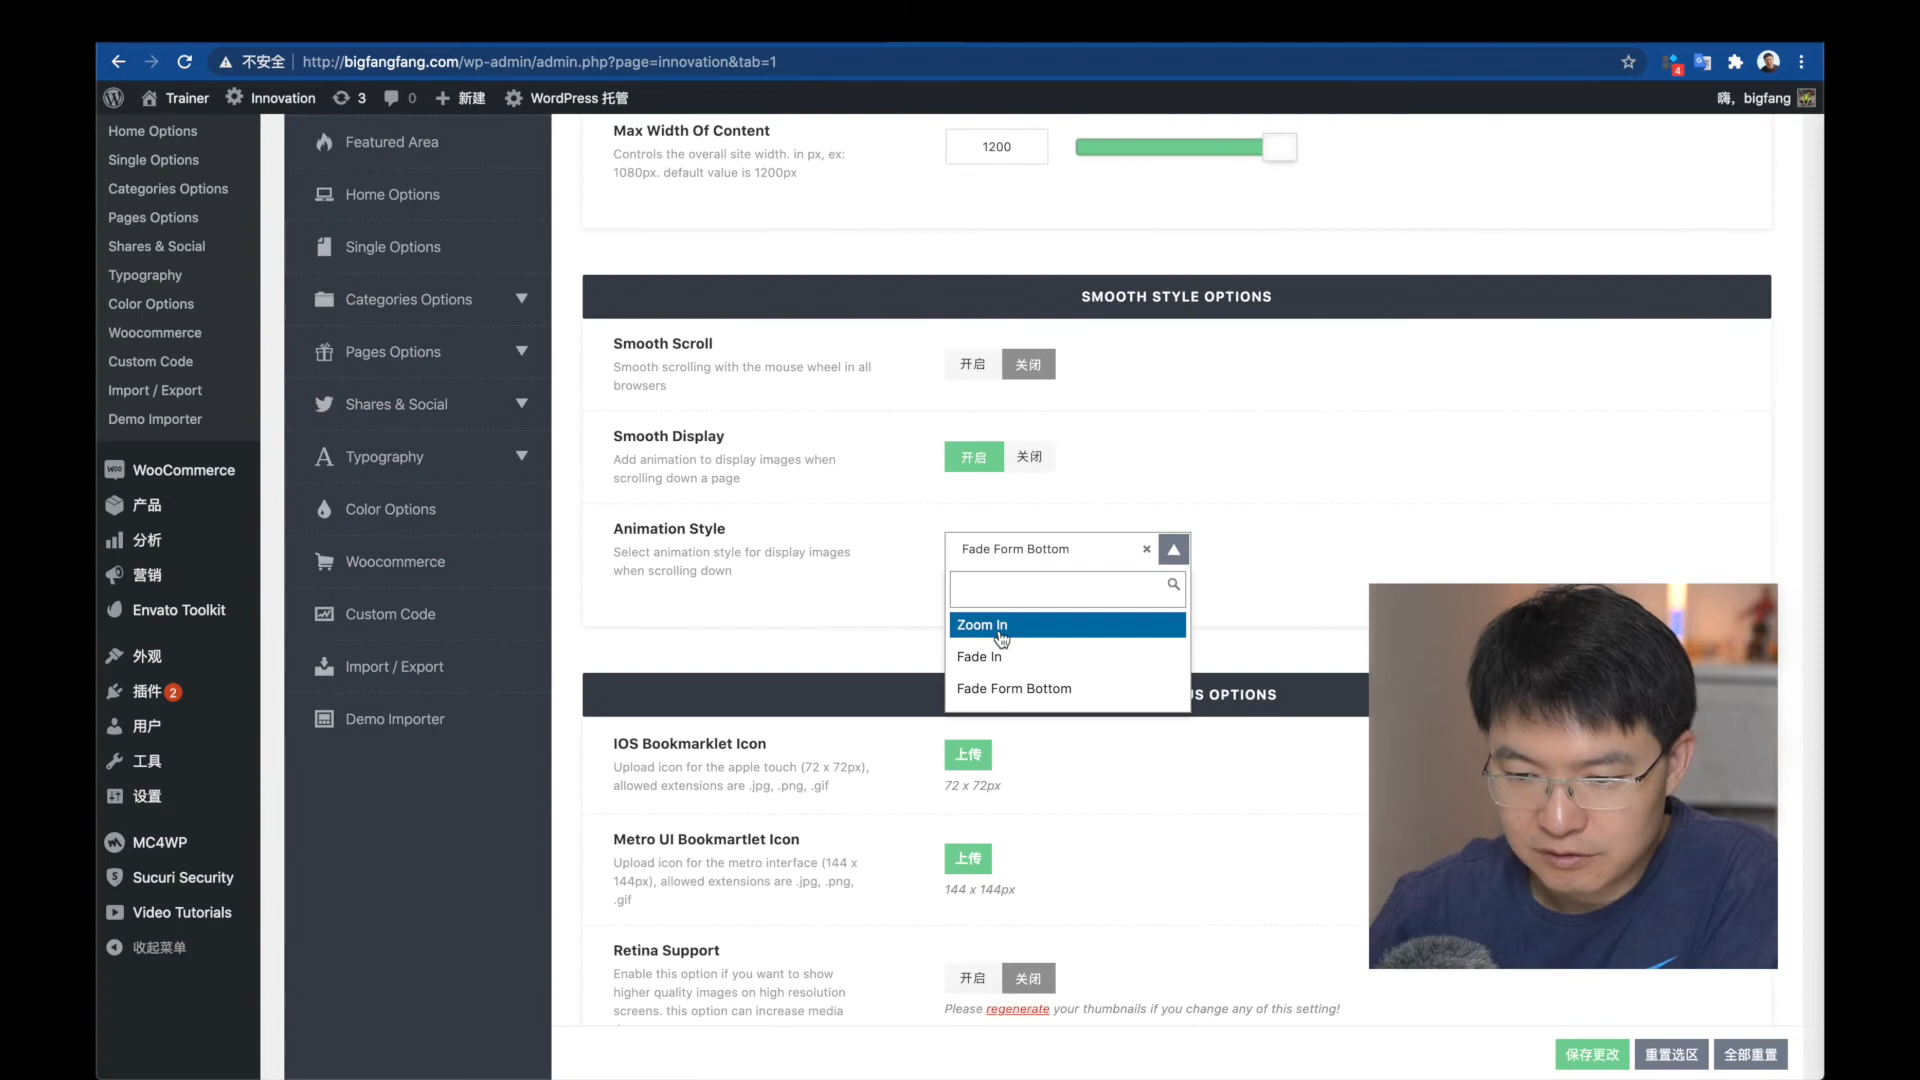 不安全 http://bigfangfang.com/wp-admin/admin.php?page=innovation&tab=1
4
Trainer Innovation 3 0 新建 WordPress 托管 嗨，bigfang
Home Options
Single Options
Categories Options
Pages Options
Shares & Social
Typography
Color Options
Woocommerce
Custom Code
Import / Export
Demo Importer
WooCommerce
产品
分析
营销
Envato Toolkit
外观
插件 2
用户
工具
设置
MC4WP
Sucuri Security
Video Tutorials
收起菜单
Featured Area
Home Options
Single Options
Categories Options
Pages Options
Shares & Social
Typography
Color Options
Woocommerce
Custom Code
Import / Export
Demo Importer
Max Width Of Content
Controls the overall site width. in px, ex:
1080px. default value is 1200px
1200
SMOOTH STYLE OPTIONS
Smooth Scroll
Smooth scrolling with the mouse wheel in all
browsers
开启 关闭
Smooth Display
Add animation to display images when
scrolling down a page
开启 关闭
Animation Style
Select animation style for display images
when scrolling down
Fade Form Bottom
Zoom In
Fade In
Fade Form Bottom
US OPTIONS
IOS Bookmarklet Icon
Upload icon for the apple touch (72 x 72px),
allowed extensions are .jpg, .png, .gif
上传
72 x 72px
Metro UI Bookmartlet Icon
Upload icon for the metro interface (144 x
144px), allowed extensions are .jpg, .png,
.gif
上传
144 x 144px
Retina Support
Enable this option if you want to show
higher quality images on high resolution
screens. this option can increase media
开启 关闭
Please regenerate your thumbnails if you change any of this setting!
保存更改 重置选区 全部重置